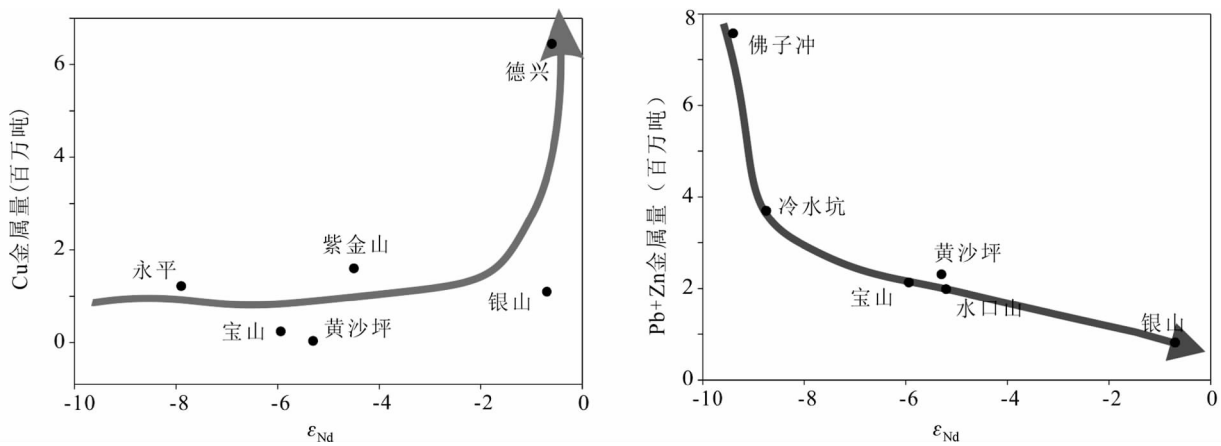 Cu金属量(百万吨)
6
4
2
0
德兴
紫金山
永平
银山
宝山
黄沙坪
-10 -8 -6 -4 -2 0
εNd
Pb+Zn金属量（百万吨）
8
6
4
2
0
佛子冲
冷水坑
黄沙坪
宝山
水口山
银山
-10 -8 -6 -4 -2 0
εNd